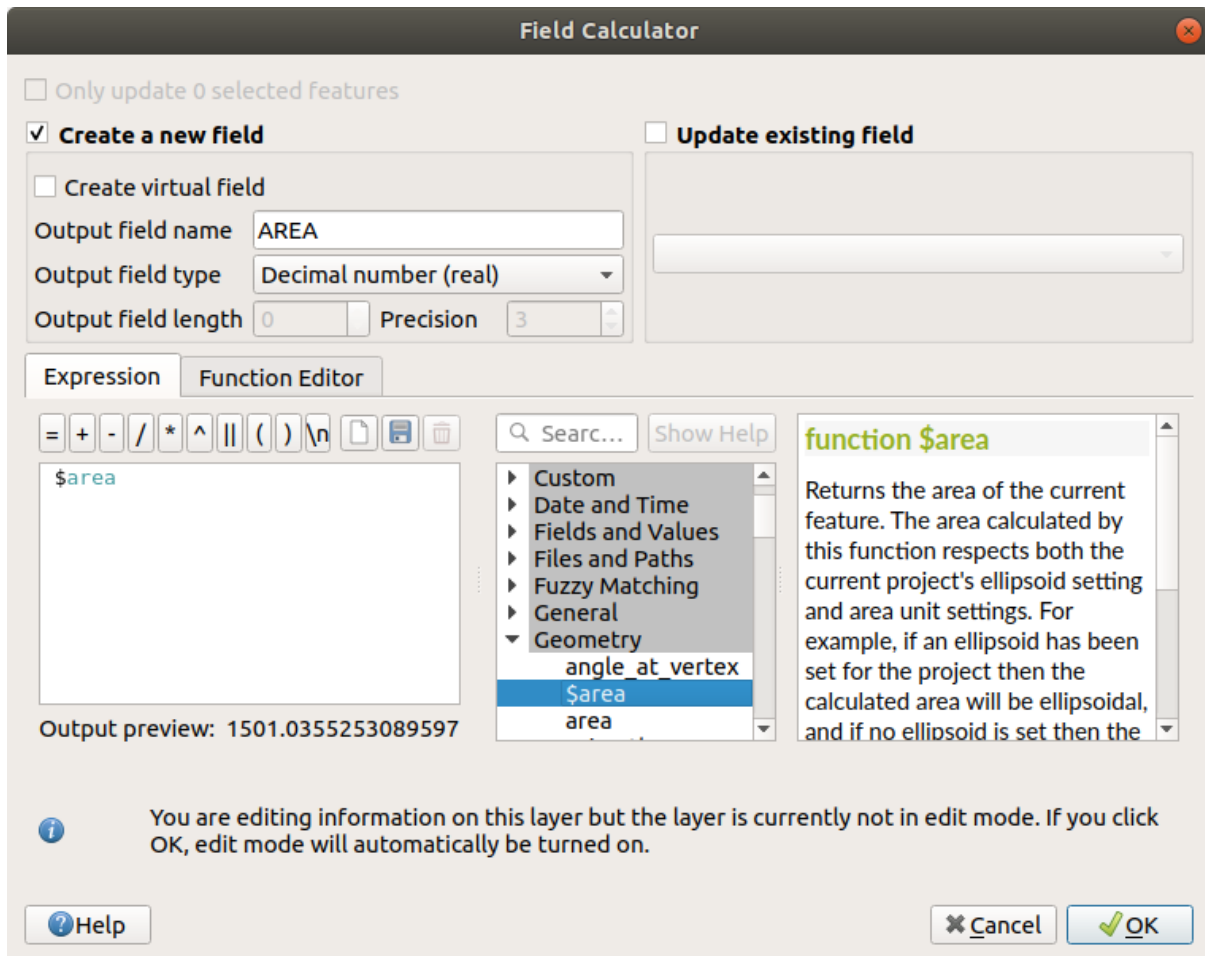 Field Calculator
Only update 0 selected features
Create a new field
Update existing field
Create virtual field
Output field name AREA
Output field type Decimal number (real)
Output field length 0 Precision 3
Expression Function Editor
= + - / * ^ || ( ) \n
Searc... Show Help
$area
Output preview: 1501.0355253089597
Custom
Date and Time
Fields and Values
Files and Paths
Fuzzy Matching
General
Geometry
angle_at_vertex
$area
area
function $area
Returns the area of the current
feature. The area calculated by
this function respects both the
current project's ellipsoid setting
and area unit settings. For
example, if an ellipsoid has been
set for the project then the
calculated area will be ellipsoidal,
and if no ellipsoid is set then the
You are editing information on this layer but the layer is currently not in edit mode. If you click
OK, edit mode will automatically be turned on.
Help Cancel OK